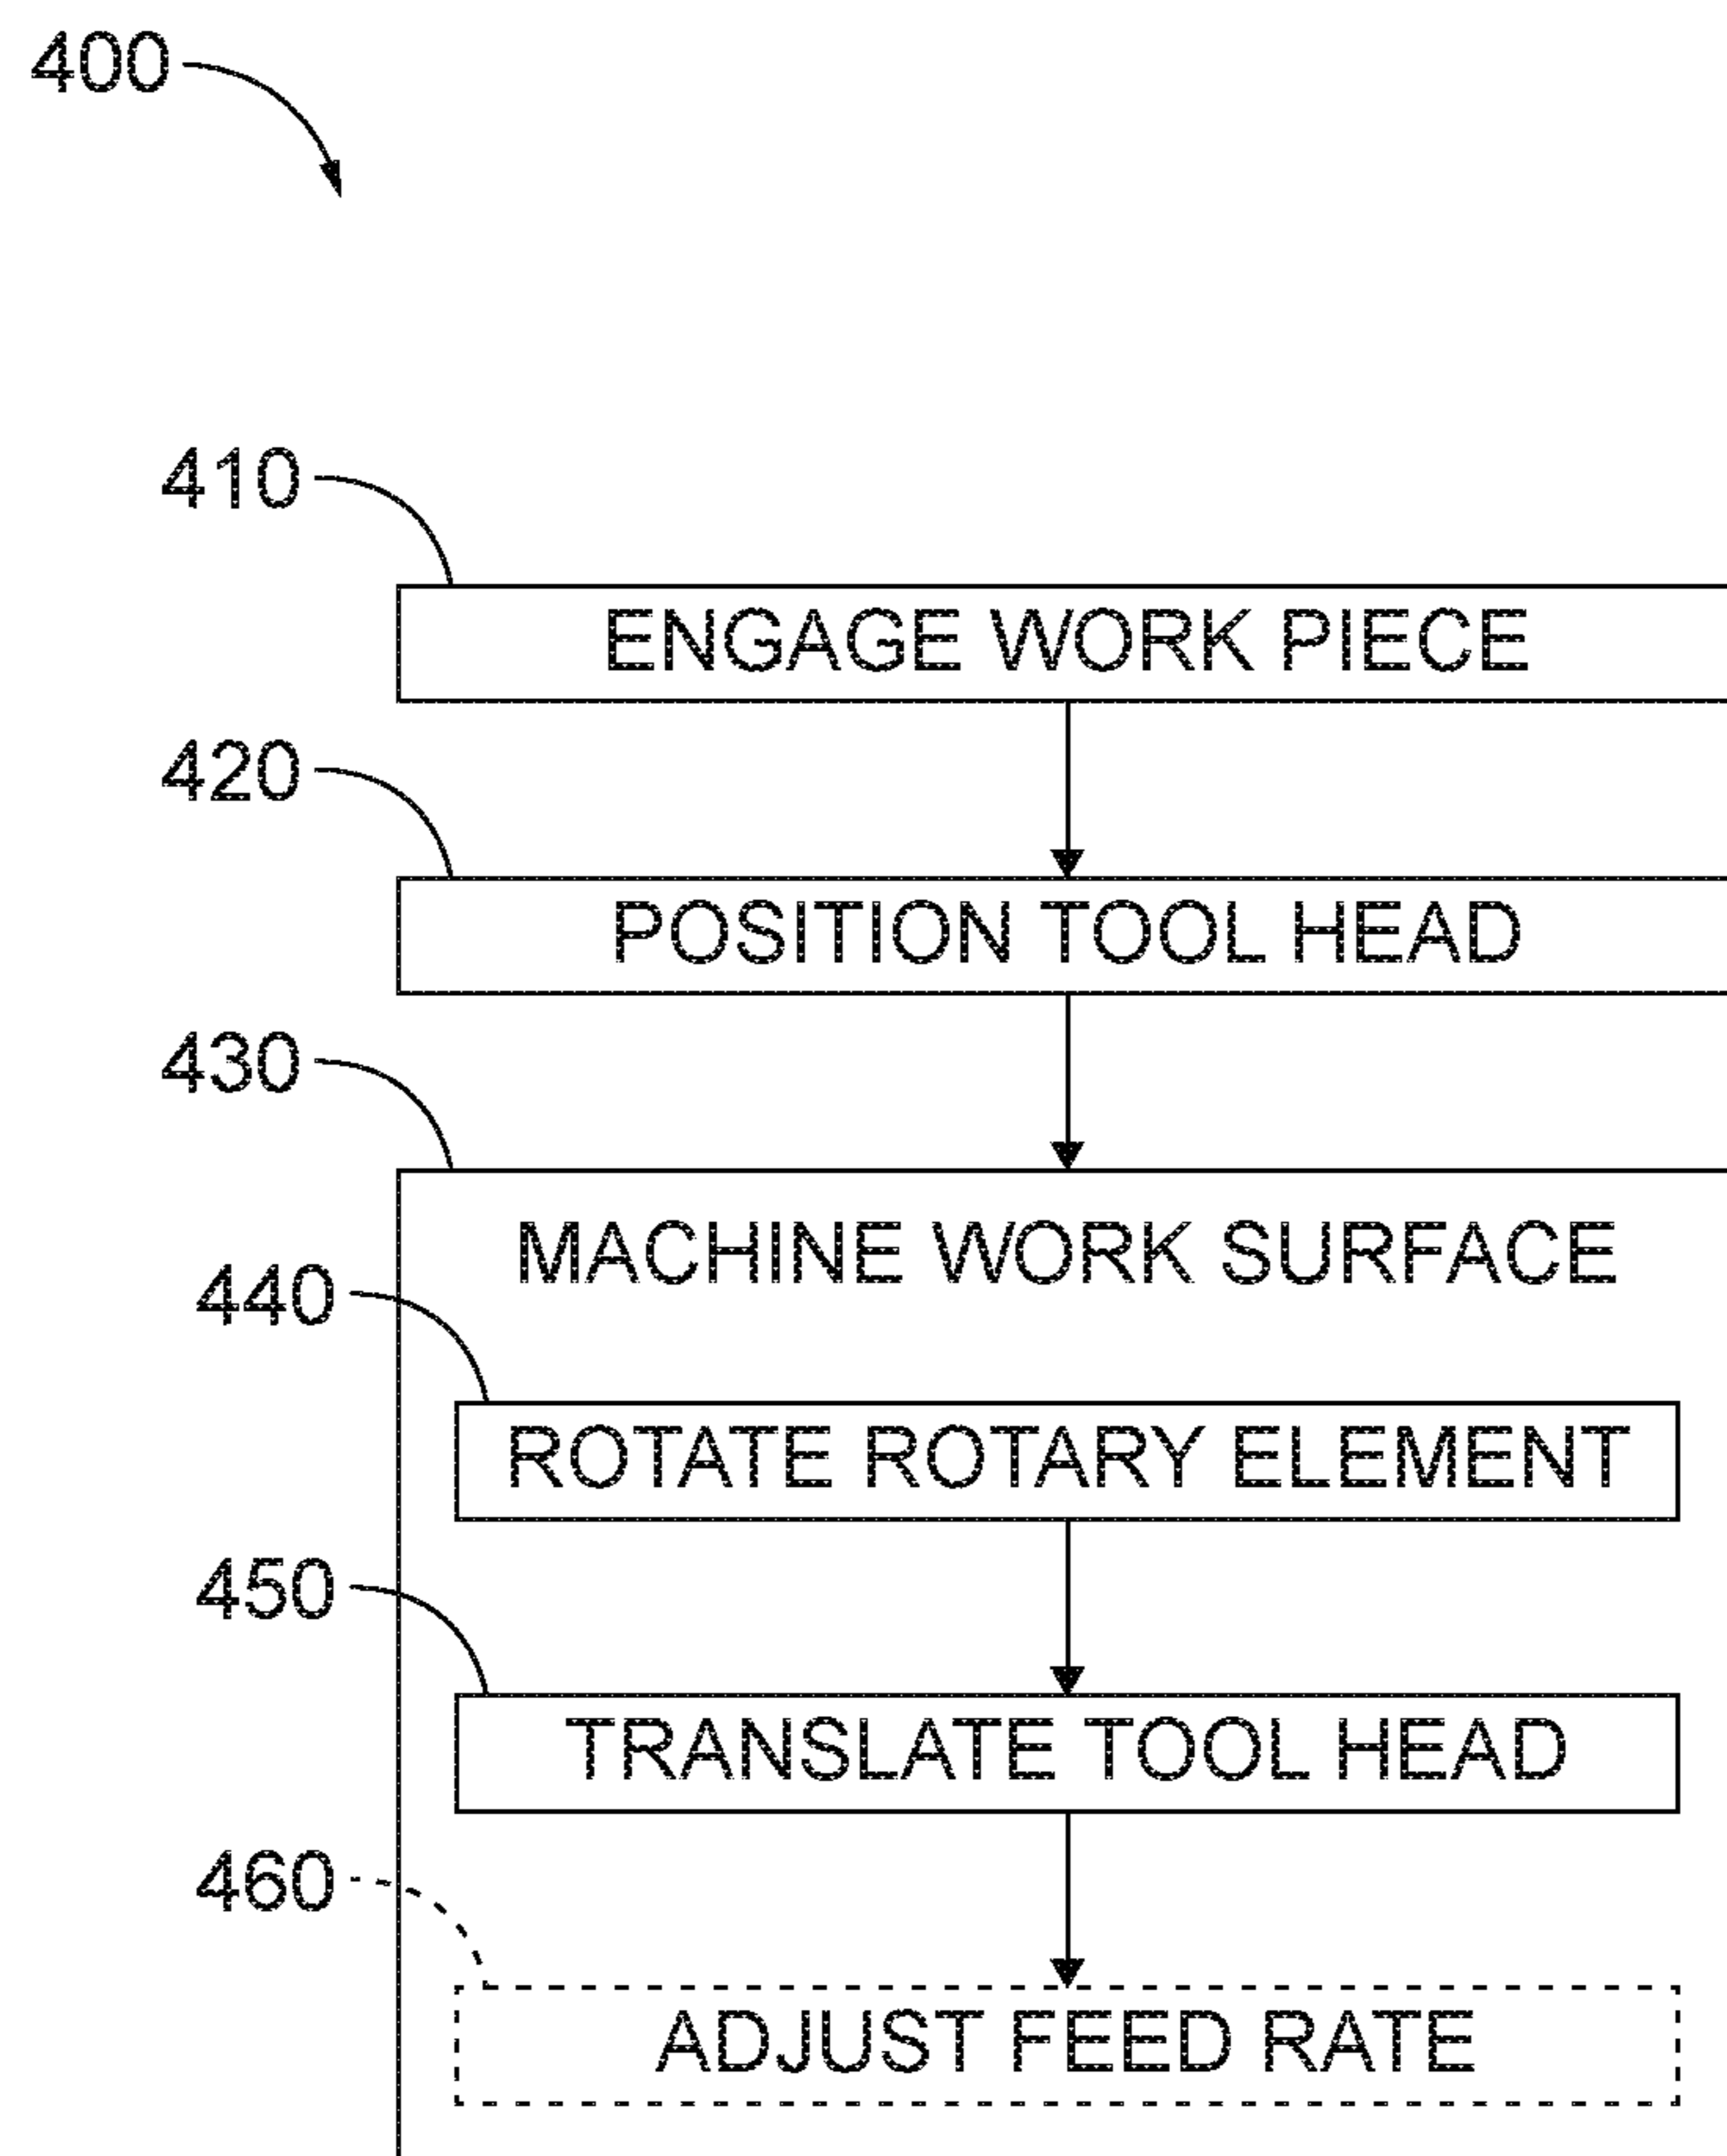 400
410
ENGAGE WORK PIECE
420
POSITION TOOL HEAD
430
MACHINE WORK SURFACE
440
ROTATE ROTARY ELEMENT
450
TRANSLATE TOOL HEAD
460
ADJUST FEED RATE